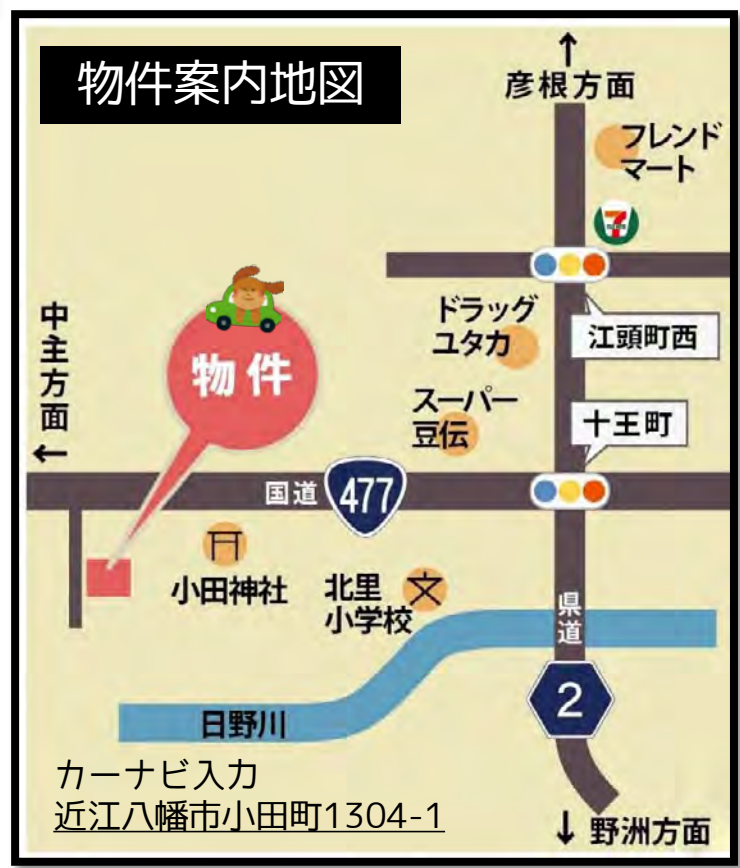 物件案内地図
↑
彦根方面
フレンド
マート
7
ドラッグ
ユタカ
江頭町西
中主方面
←
物件
スーパー
豆伝
十王町
国道
477
小田神社
北里
小学校
文
県道
2
日野川
カーナビ入力
近江八幡市小田町1304-1
↓ 野洲方面